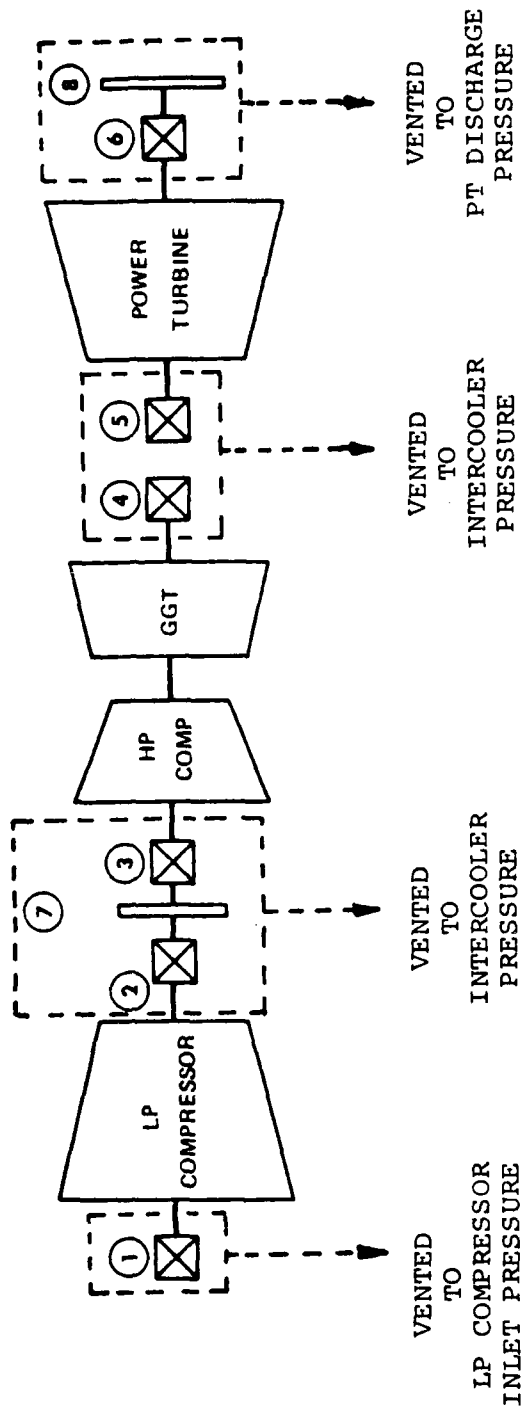 1
LP
COMPRESSOR
2
7
3
HP
COMP
GGT
4
5
POWER
TURBINE
6
8
VENTED
TO
LP COMPRESSOR
INLET PRESSURE
VENTED
TO
INTERCOOLER
PRESSURE
VENTED
TO
INTERCOOLER
PRESSURE
VENTED
TO
PT DISCHARGE
PRESSURE